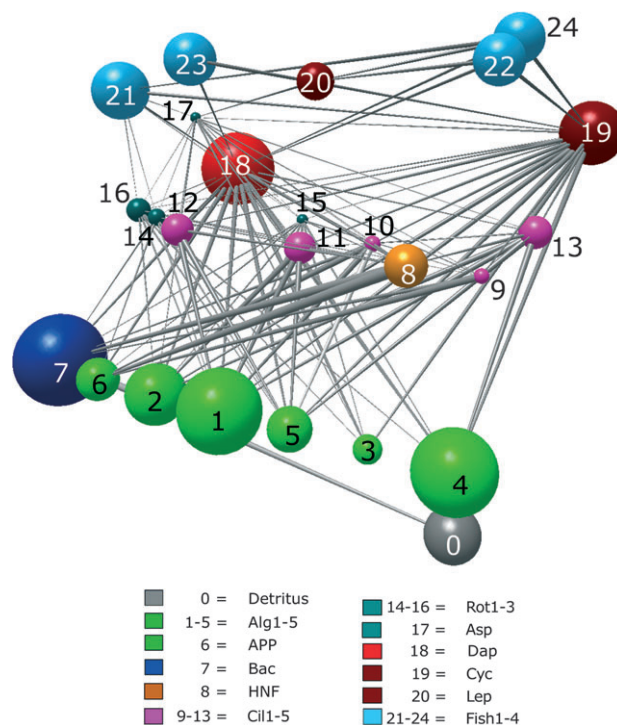 24
23
22
20
21
17
19
18
16
12
15
10
14
11
13
8
9
7
6
2
1
5
3
4
0
0 = Detritus
1-5 = Alg1-5
6 = APP
7 = Bac
8 = HNF
9-13 = Cil1-5
14-16 = Rot1-3
17 = Asp
18 = Dap
19 = Cyc
20 = Lep
21-24 = Fish1-4